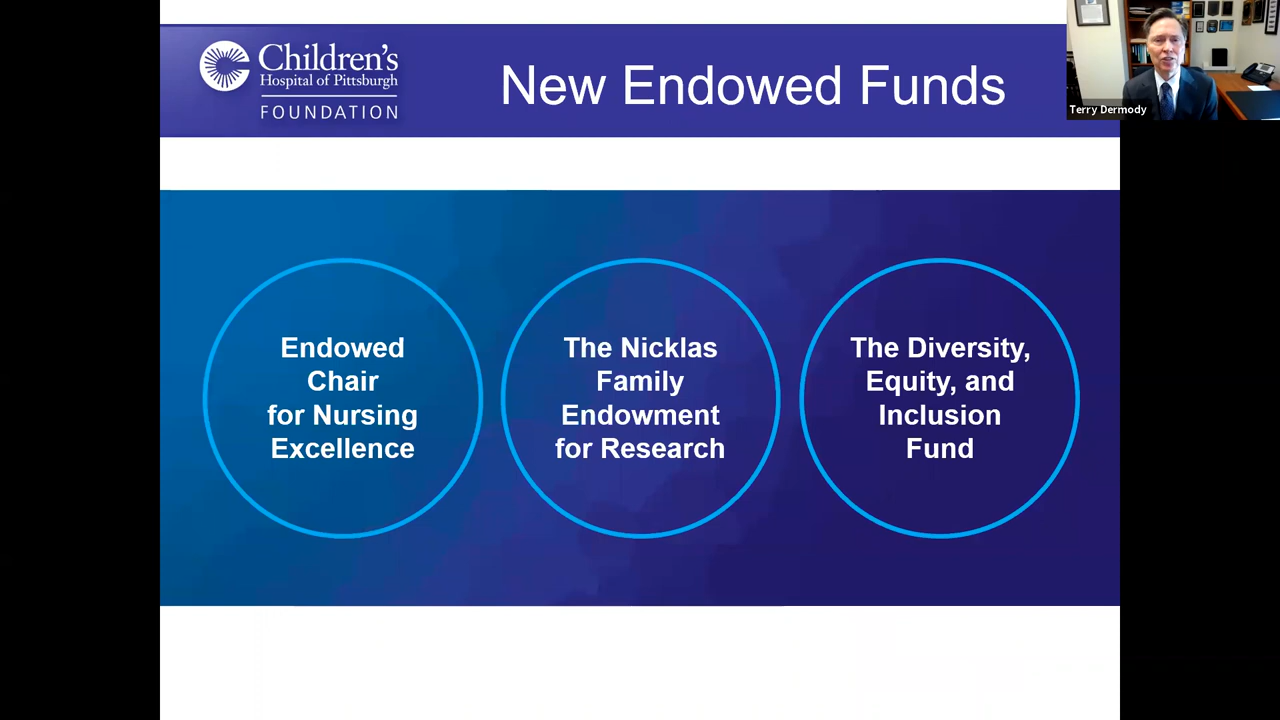 Children's
Hospital of Pittsburgh
FOUNDATION
New Endowed Funds
Terry Dermody
Endowed
Chair
for Nursing
Excellence
The Nicklas
Family
Endowment
for Research
The Diversity,
Equity, and
Inclusion
Fund